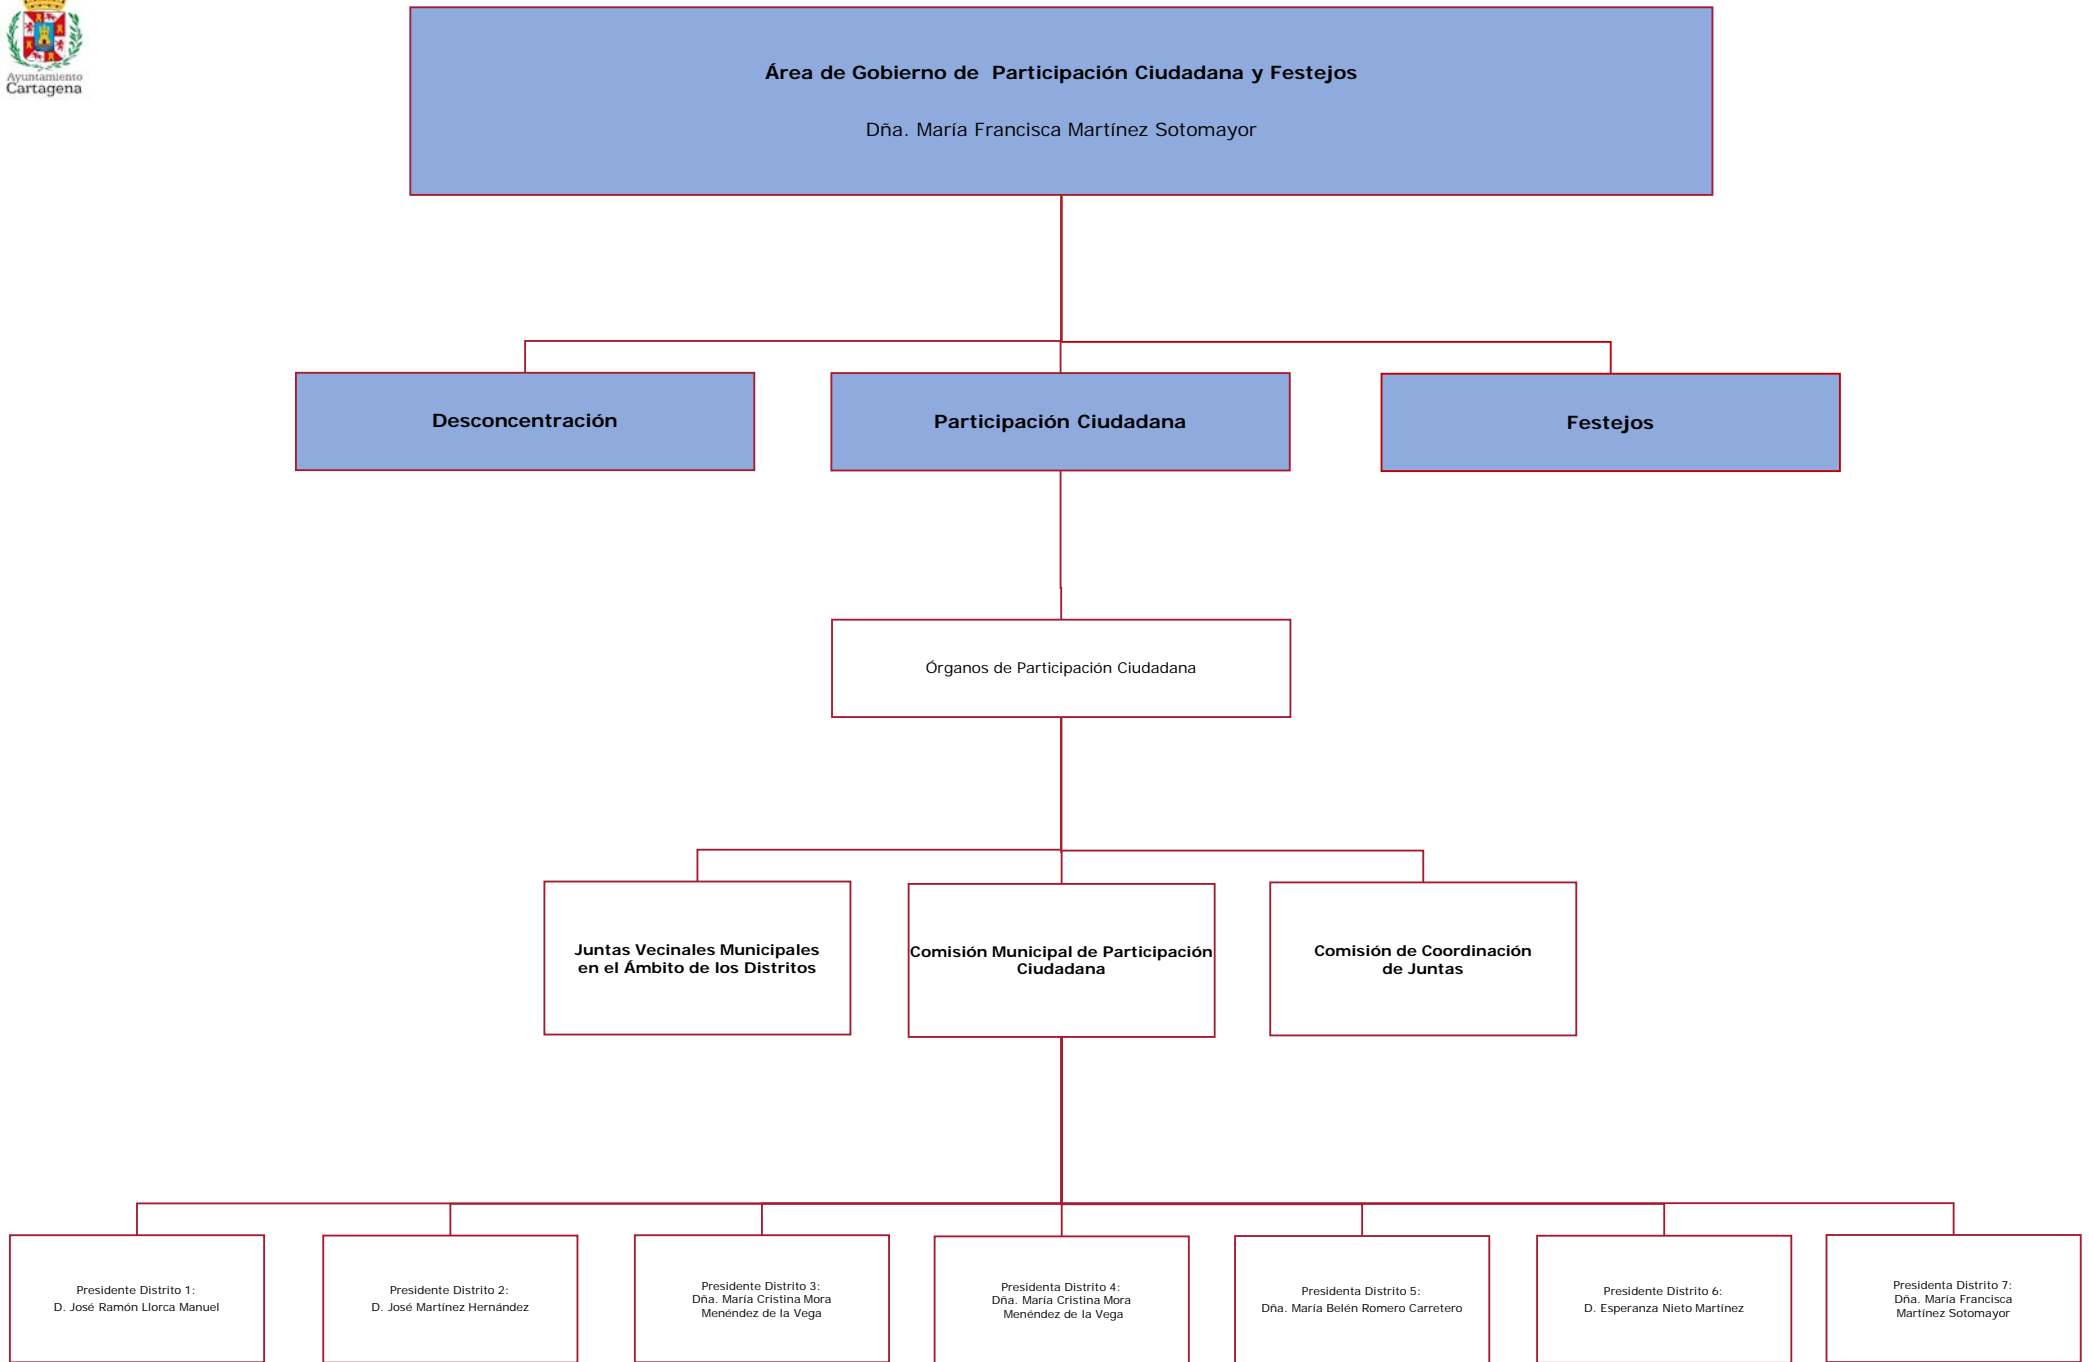 Ayuntamiento
Cartagena
Área de Gobierno de Participación Ciudadana y Festejos
Dña. María Francisca Martínez Sotomayor
Desconcentración
Participación Ciudadana
Festejos
Órganos de Participación Ciudadana
Juntas Vecinales Municipales
en el Ámbito de los Distritos
Comisión Municipal de Participación
Ciudadana
Comisión de Coordinación
de Juntas
Presidente Distrito 1:
D. José Ramón Llorca Manuel
Presidente Distrito 2:
D. José Martínez Hernández
Presidente Distrito 3:
Dña. María Cristina Mora
Menéndez de la Vega
Presidenta Distrito 4:
Dña. María Cristina Mora
Menéndez de la Vega
Presidenta Distrito 5:
Dña. María Belén Romero Carretero
Presidente Distrito 6:
D. Esperanza Nieto Martínez
Presidenta Distrito 7:
Dña. María Francisca
Martínez Sotomayor